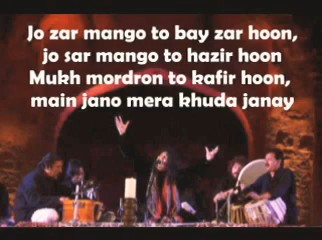 Jo zar mango to bay zar hoon,
jo sar mango to hazir hoon
Mukh mordron to kafir hoon,
main jano mera khuda janay